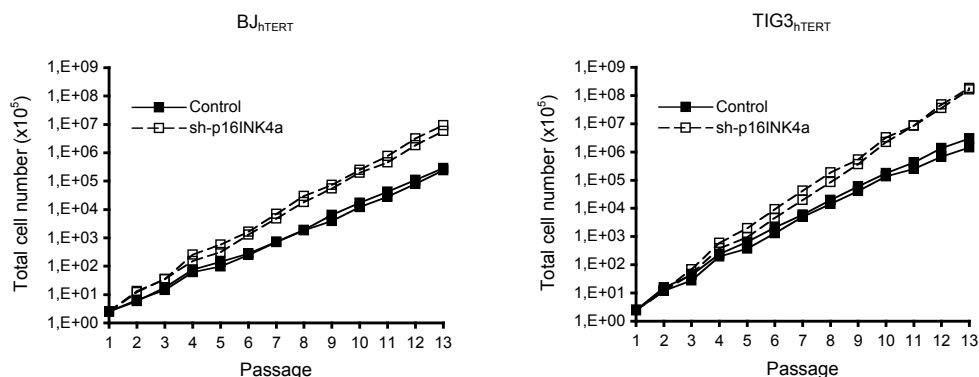 BJhTERT
Total cell number (x10⁵)
1,E+09
1,E+08
1,E+07
1,E+06
1,E+05
1,E+04
1,E+03
1,E+02
1,E+01
1,E+00
Control
sh-p16INK4a
1 2 3 4 5 6 7 8 9 10 11 12 13
Passage
TIG3hTERT
Total cell number (x10⁵)
1,E+09
1,E+08
1,E+07
1,E+06
1,E+05
1,E+04
1,E+03
1,E+02
1,E+01
1,E+00
Control
sh-p16INK4a
1 2 3 4 5 6 7 8 9 10 11 12 13
Passage